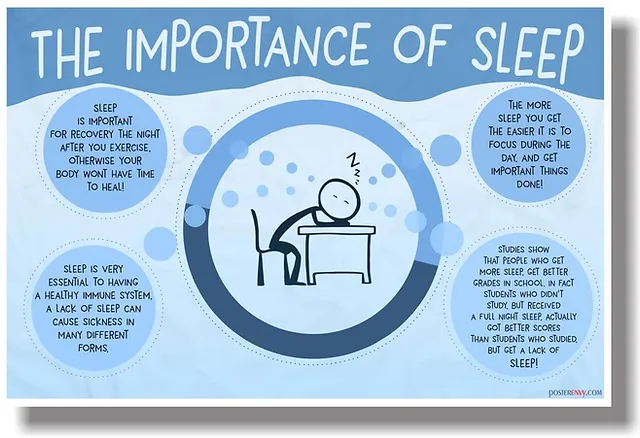 THE IMPORTANCE OF SLEEP
SLEEP
IS IMPORTANT
FOR RECOVERY THE NIGHT
AFTER YOU EXERCISE,
OTHERWISE YOUR
BODY WONT HAVE TIME
TO HEAL!
THE MORE
SLEEP YOU GET
THE EASIER IT IS TO
FOCUS DURING THE
DAY, AND GET
IMPORTANT THINGS
DONE!
Z
z
z
z
SLEEP IS VERY
ESSENTIAL TO HAVING
A HEALTHY IMMUNE SYSTEM,
A LACK OF SLEEP CAN
CAUSE SICKNESS IN
MANY DIFFERENT
FORMS.
STUDIES SHOW
THAT PEOPLE WHO GET
MORE SLEEP, GET BETTER
GRADES IN SCHOOL. IN FACT
STUDENTS WHO DIDN'T
STUDY, BUT RECEIVED
A FULL NIGHT SLEEP, ACTUALLY
GOT BETTER SCORES
THAN STUDENTS WHO STUDIED,
BUT GET A LACK OF
SLEEP!
POSTERENVY.COM